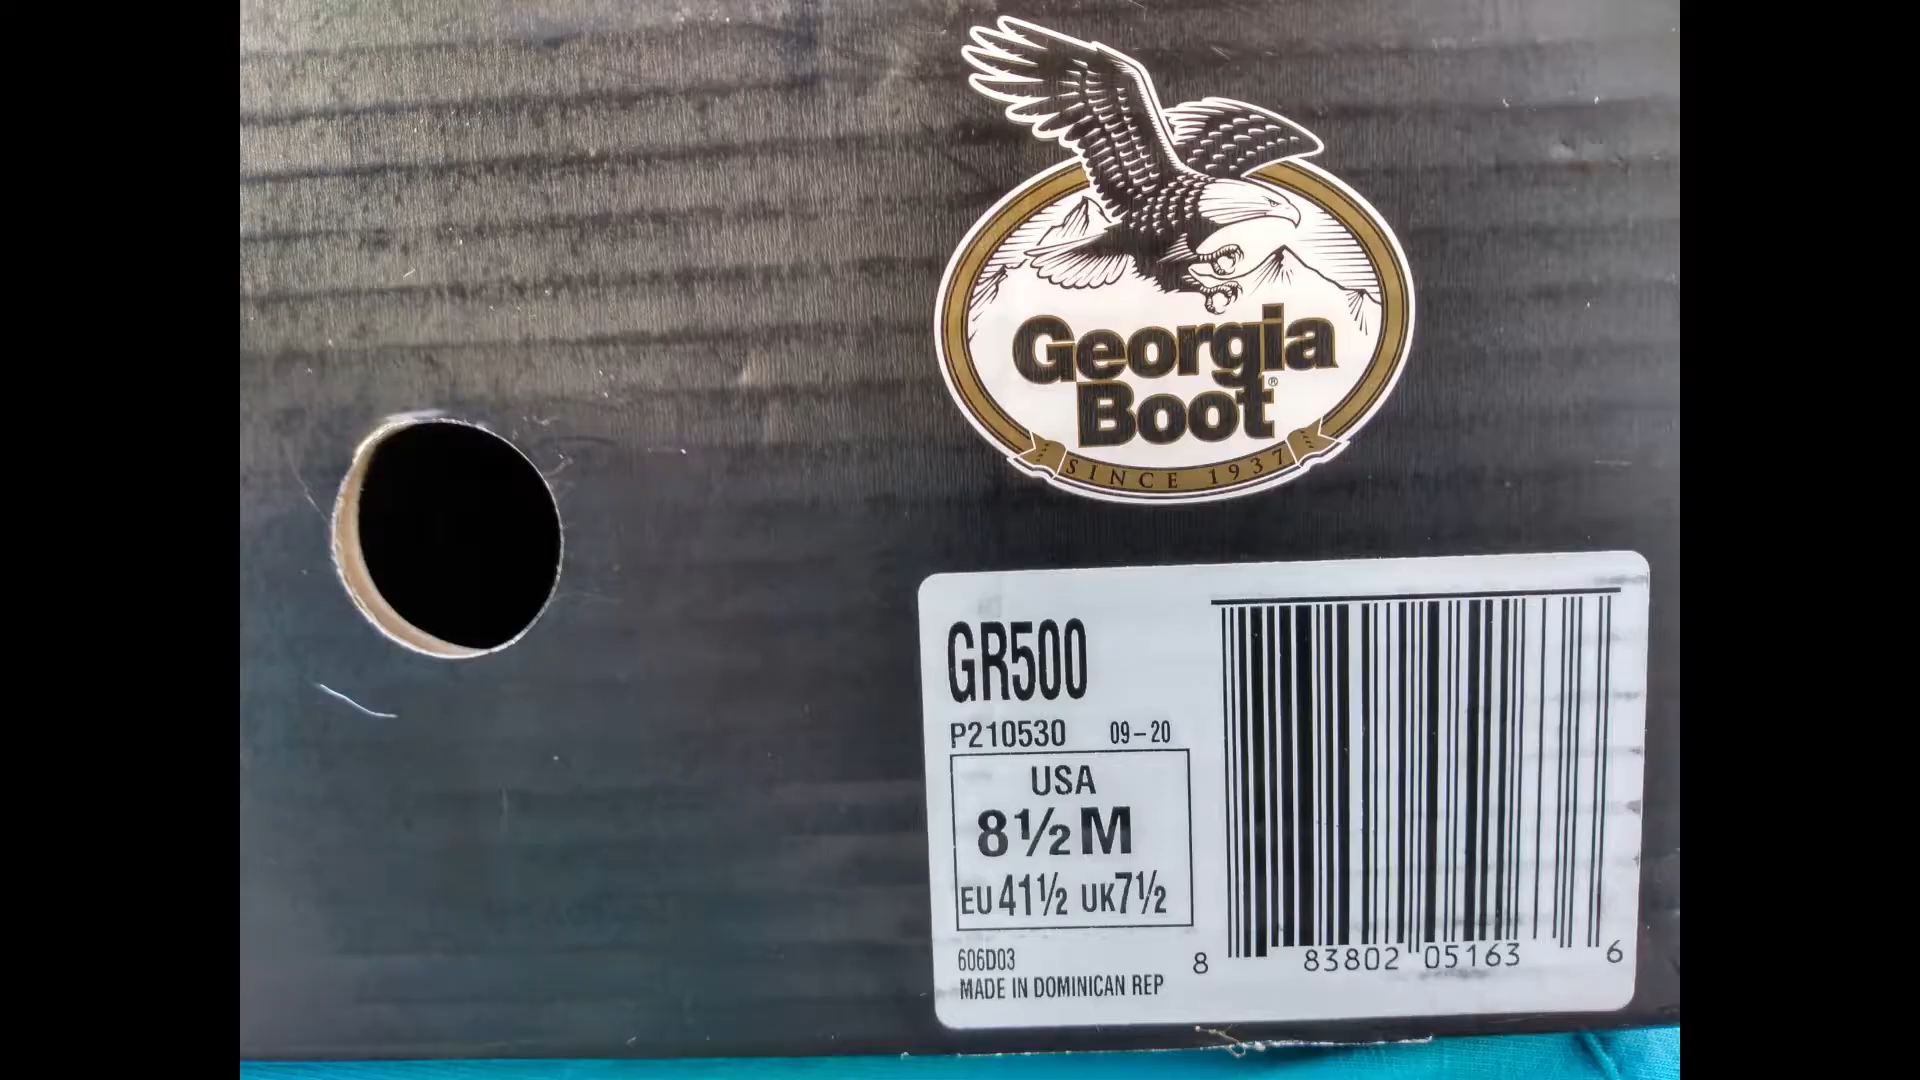 Georgia
Boot®
SINCE 1937
GR500
P210530 09-20
USA
8½ M
EU 41½ UK 7½
606D03
MADE IN DOMINICAN REP
8 83802 05163 6